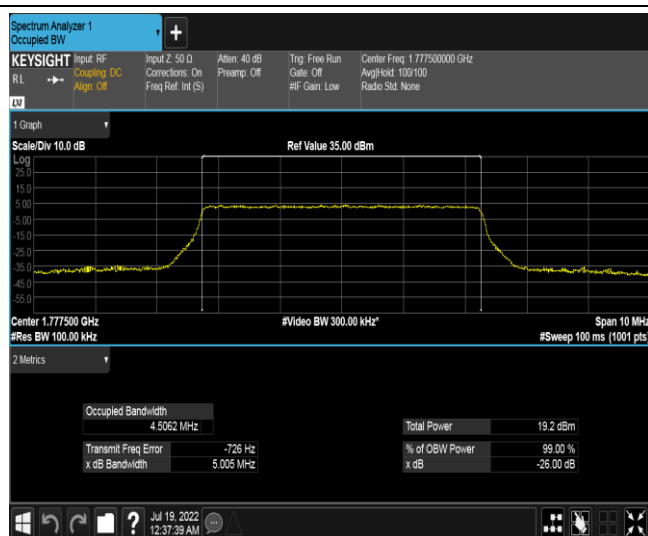 Spectrum Analyzer 1
Occupied BW
+
KEYSIGHT Input: RF Input Z: 50 Ω Atten: 40 dB Trig: Free Run Center Freq: 1.777500000 GHz
RL Coupling: DC Corrections: On Preamp: Off Gate: Off Avg|Hold: 100/100
Align: Off Freq Ref: Int (S) #IF Gain: Low Radio Std: None
LXI
1 Graph
Scale/Div 10.0 dB Ref Value 35.00 dBm
Log
25.0
15.0
5.00
-5.00
-15.0
-25.0
-35.0
-45.0
-55.0
Center 1.777500 GHz #Video BW 300.00 kHz* Span 10 MHz
#Res BW 100.00 kHz #Sweep 100 ms (1001 pts)
2 Metrics
Occupied Bandwidth
4.5062 MHz Total Power 19.2 dBm
Transmit Freq Error -726 Hz % of OBW Power 99.00 %
x dB Bandwidth 5.005 MHz x dB -26.00 dB
? Jul 19, 2022
12:37:39 AM